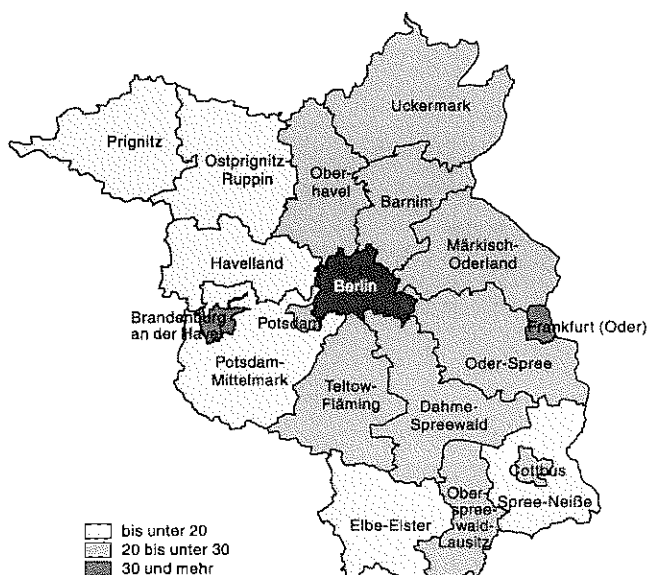 Uckermark
Prignitz
Ostprignitz-
Ruppin
Ober-
havel
Barnim
Märkisch-
Oderland
Havelland
Berlin
Brandenburg
an der Havel
Potsdam
Frankfurt (Oder)
Potsdam-
Mittelmark
Oder-Spree
Teltow-
Fläming
Dahme-
Spreewald
Cottbus
Spree-Neiße
Ober-
spree-
wald-
Lausitz
Elbe-Elster
bis unter 20
20 bis unter 30
30 und mehr